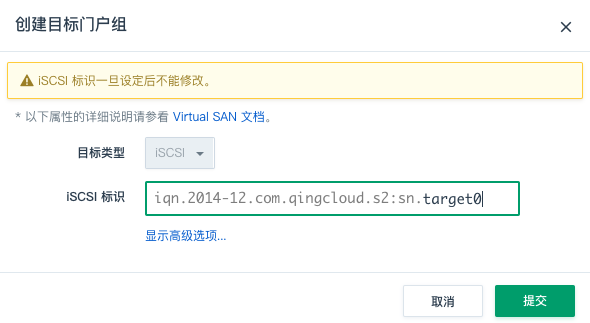 创建目标门户组
iSCSI 标识一旦设定后不能修改。
* 以下属性的详细说明请参看 Virtual SAN 文档。
目标类型 iSCSI
iSCSI 标识 iqn.2014-12.com.qingcloud.s2:sn.target0
显示高级选项...
取消 提交